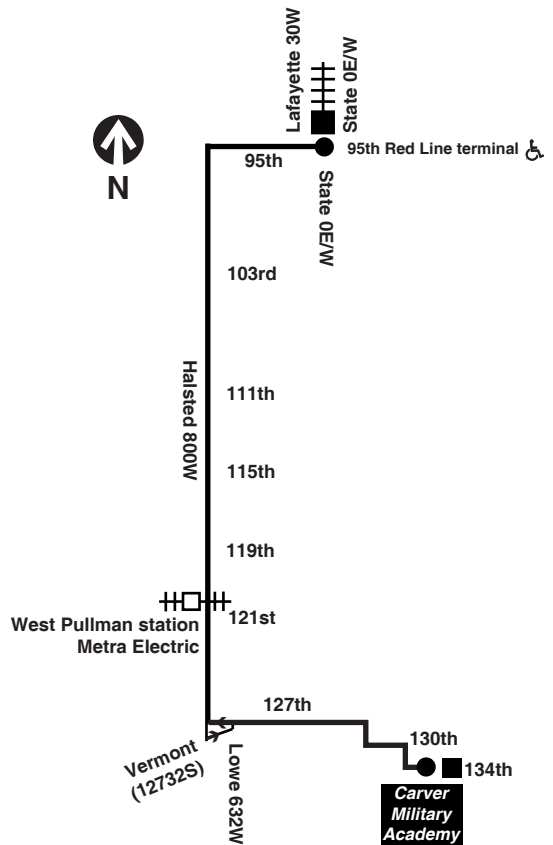 Lafayette 30W
State 0E/W
95th Red Line terminal
95th
N
State 0E/W
103rd
Halsted 800W
111th
115th
119th
West Pullman station
Metra Electric
121st
127th
Vermont
(12732S)
Lowe 632W
130th
134th
Carver
Military
Academy